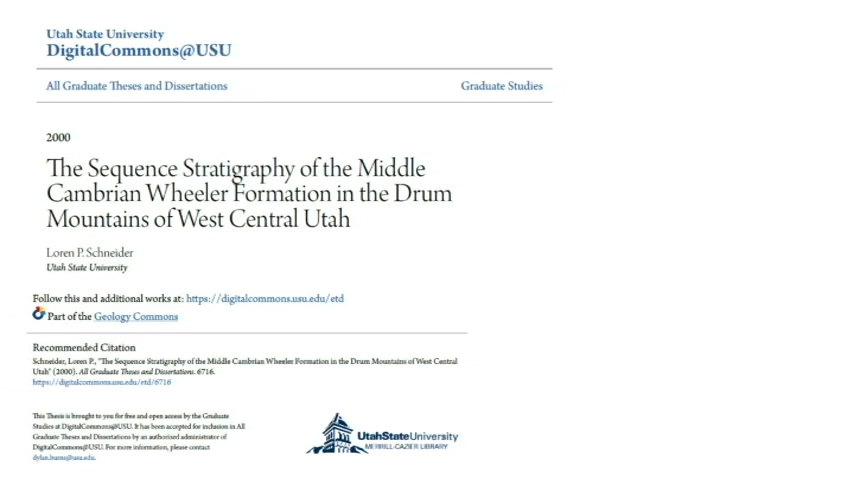 Utah State University
DigitalCommons@USU
All Graduate Theses and Dissertations Graduate Studies
2000
The Sequence Stratigraphy of the Middle
Cambrian Wheeler Formation in the Drum
Mountains of West Central Utah
Loren P. Schneider
Utah State University
Follow this and additional works at: https://digitalcommons.usu.edu/etd
Part of the Geology Commons
Recommended Citation
Schneider, Loren P., "The Sequence Stratigraphy of the Middle Cambrian Wheeler Formation in the Drum Mountains of West Central
Utah" (2000). All Graduate Theses and Dissertations. 6716.
https://digitalcommons.usu.edu/etd/6716
This Thesis is brought to you for free and open access by the Graduate
Studies at DigitalCommons@USU. It has been accepted for inclusion in All
Graduate Theses and Dissertations by an authorized administrator of
DigitalCommons@USU. For more information, please contact
dylan.burns@usu.edu.
UtahStateUniversity
MERRILL-CAZIER LIBRARY